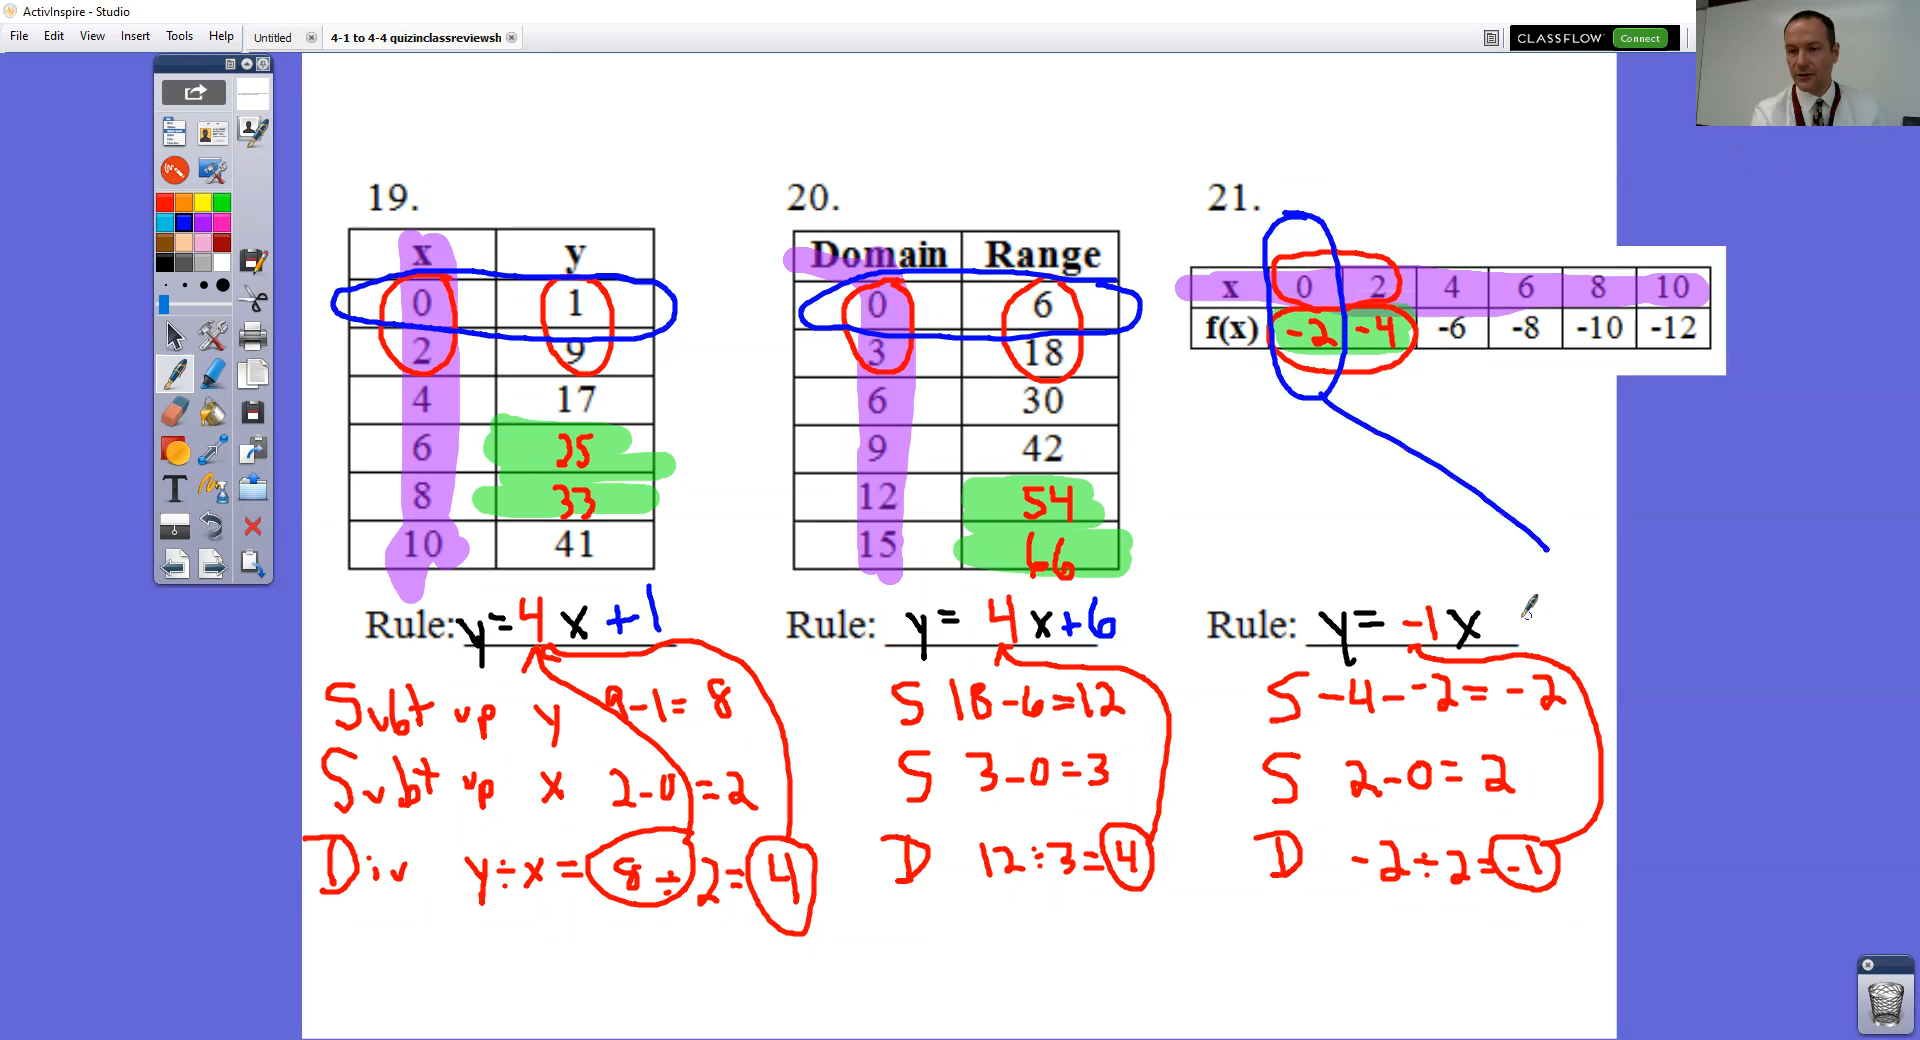 ActivInspire - Studio
File Edit View Insert Tools Help
Untitled
4-1 to 4-4 quizinclassreviewsh
CLASSFLOW Connect
19.
x y
0 1
2 9
4 17
6 25
8 33
10 41
Rule: y=4x+1
Subt up y 9-1=8
Subt up x 2-0=2
Div y÷x=8÷2=4
20.
Domain Range
0 6
3 18
6 30
9 42
12 54
15 66
Rule: y=4x+6
S 18-6=12
S 3-0=3
D 12÷3=4
21.
x 0 2 4 6 8 10
f(x) -2 -4 -6 -8 -10 -12
Rule: y=-1x
S -4--2=-2
S 2-0=2
D -2÷2=-1
T